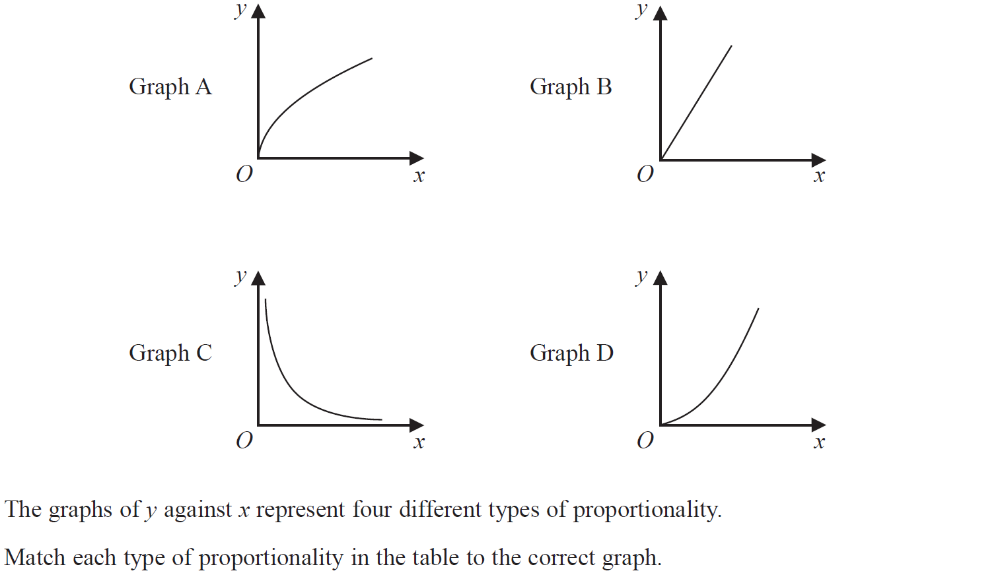 y y
Graph A Graph B
O x O x
y y
Graph C Graph D
O x O x
The graphs of y against x represent four different types of proportionality.
Match each type of proportionality in the table to the correct graph.